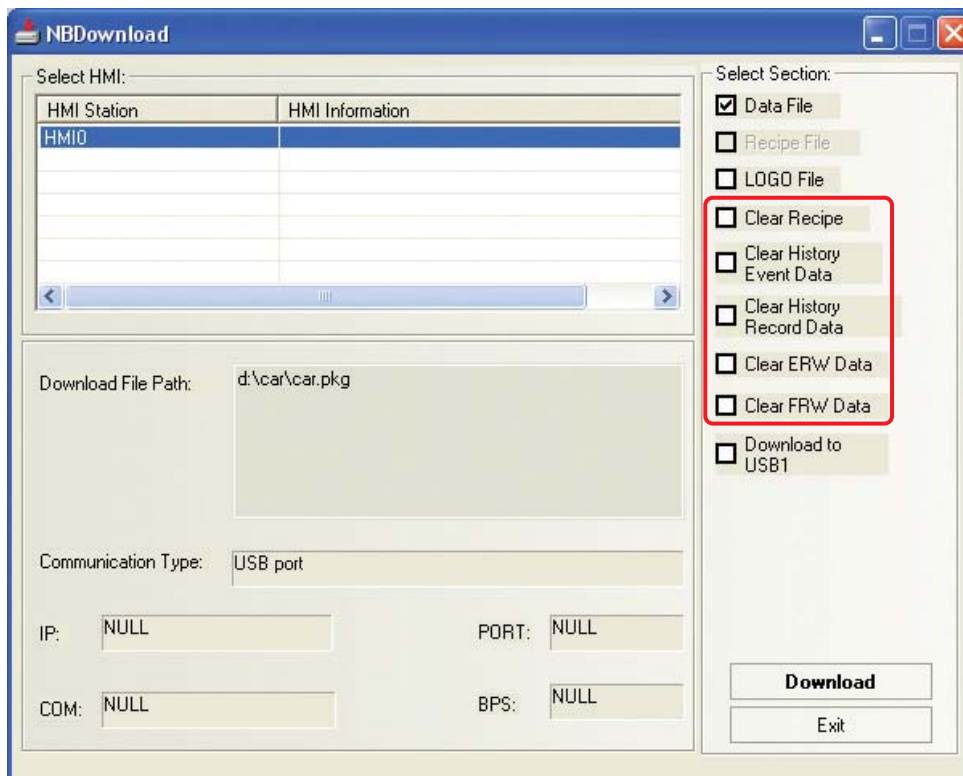 NBDownload
Select HMI:
HMI Station HMI Information
HMI0
Download File Path: d:\car\car.pkg
Communication Type: USB port
IP: NULL PORT: NULL
COM: NULL BPS: NULL
Select Section:
Data File
Recipe File
LOGO File
Clear Recipe
Clear History
Event Data
Clear History
Record Data
Clear ERW Data
Clear FRW Data
Download to
USB1
Download
Exit